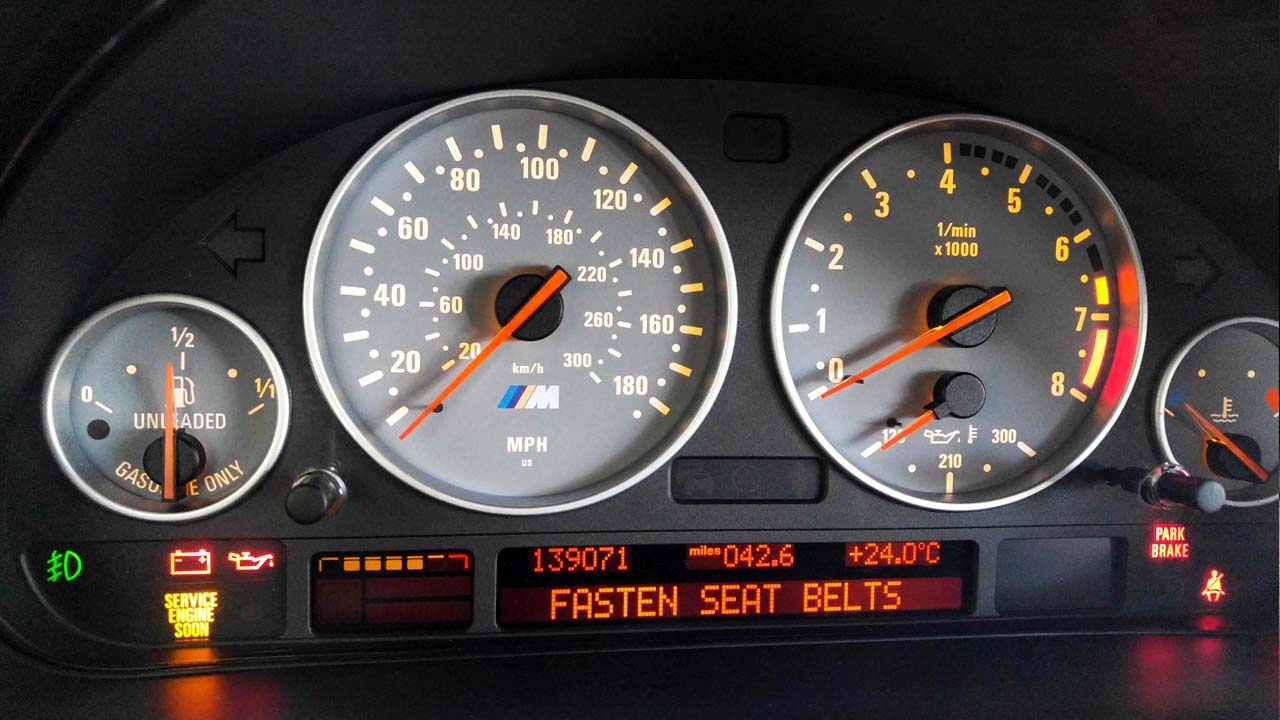 0
1/2
1/1
UNLEADED
GASOLINE ONLY
20
40
60
80
100
120
140
160
180
20
60
100
140
180
220
260
300
km/h
M
MPH
US
0
1
2
3
4
5
6
7
8
1/min
x1000
120
210
300
SERVICE
ENGINE
SOON
139071 miles 042.6 +24.0°C
FASTEN SEAT BELTS
PARK
BRAKE